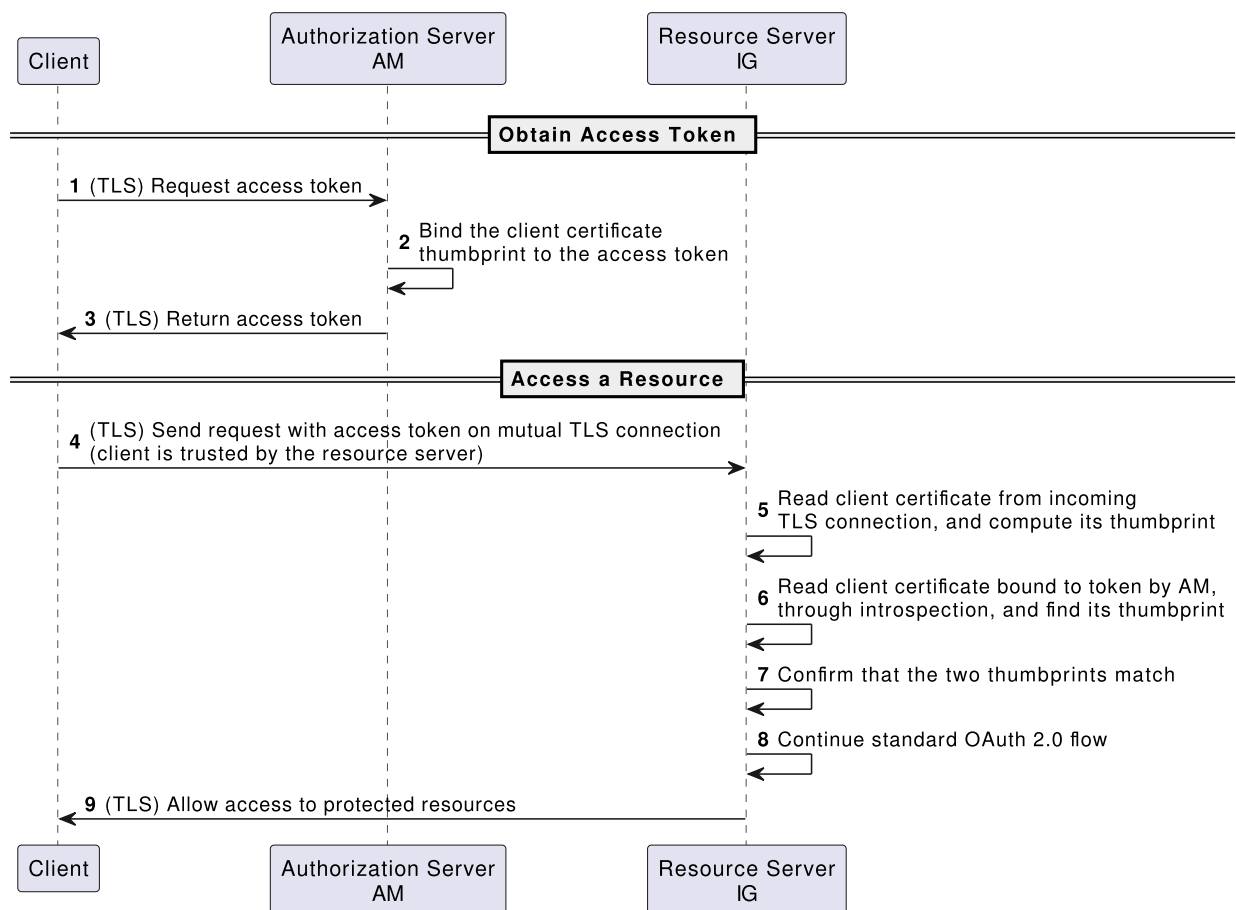 Client
Authorization Server
AM
Resource Server
IG
Obtain Access Token
1 (TLS) Request access token
2 Bind the client certificate
thumbprint to the access token
3 (TLS) Return access token
Access a Resource
4 (TLS) Send request with access token on mutual TLS connection
(client is trusted by the resource server)
5 Read client certificate from incoming
TLS connection, and compute its thumbprint
6 Read client certificate bound to token by AM,
through introspection, and find its thumbprint
7 Confirm that the two thumbprints match
8 Continue standard OAuth 2.0 flow
9 (TLS) Allow access to protected resources
Client
Authorization Server
AM
Resource Server
IG